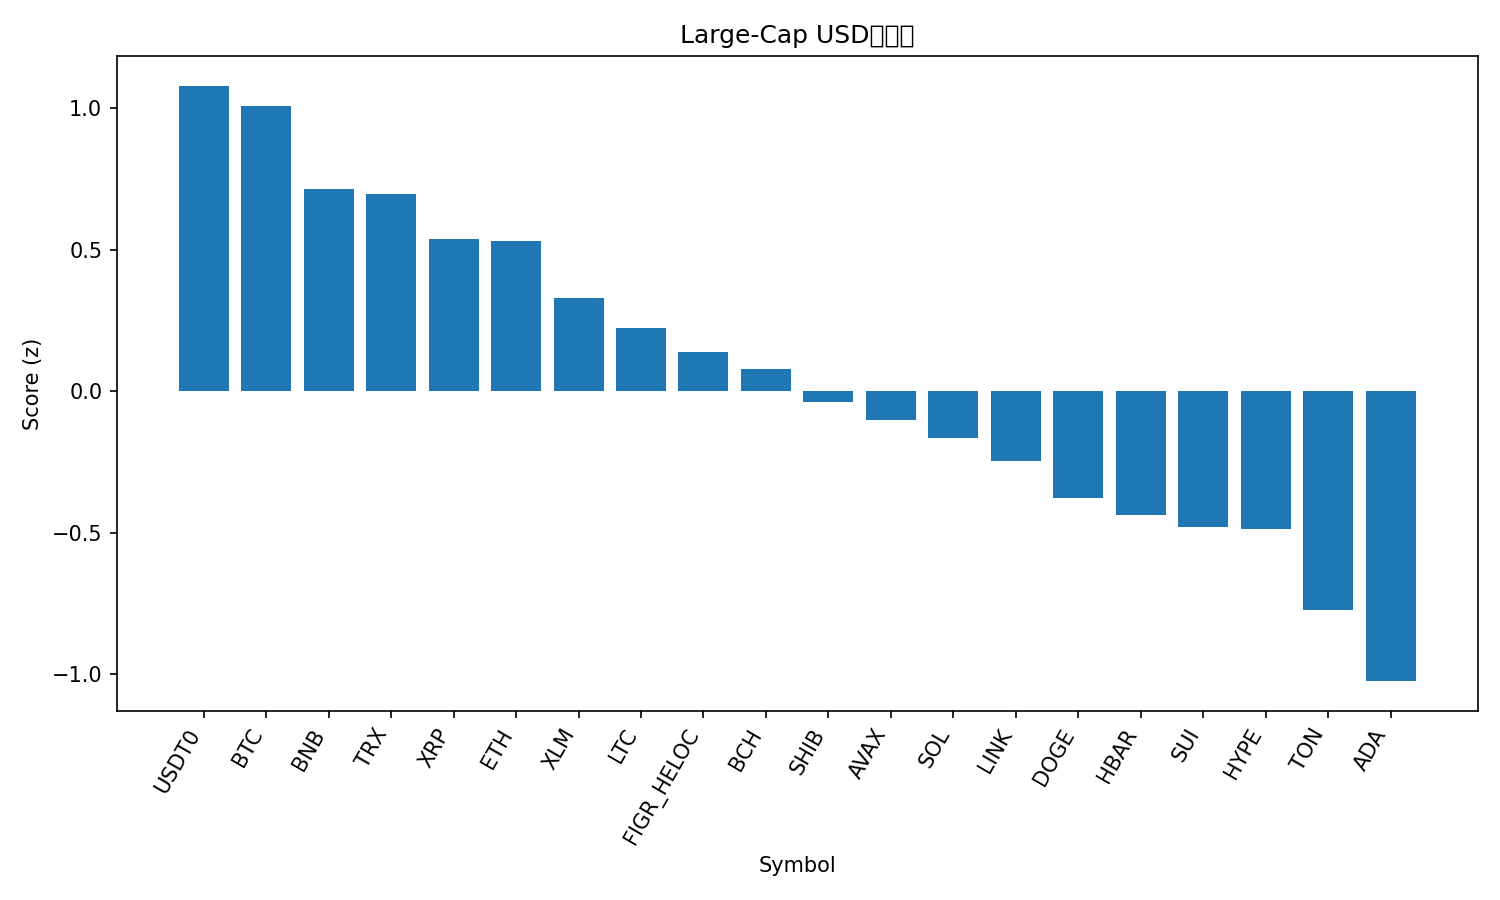 Large-Cap USD
1.0
0.5
0.0
−0.5
−1.0
Score (z)
USDT0
BTC
BNB
TRX
XRP
ETH
XLM
LTC
FIGR_HELOC
BCH
SHIB
AVAX
SOL
LINK
DOGE
HBAR
SUI
HYPE
TON
ADA
Symbol